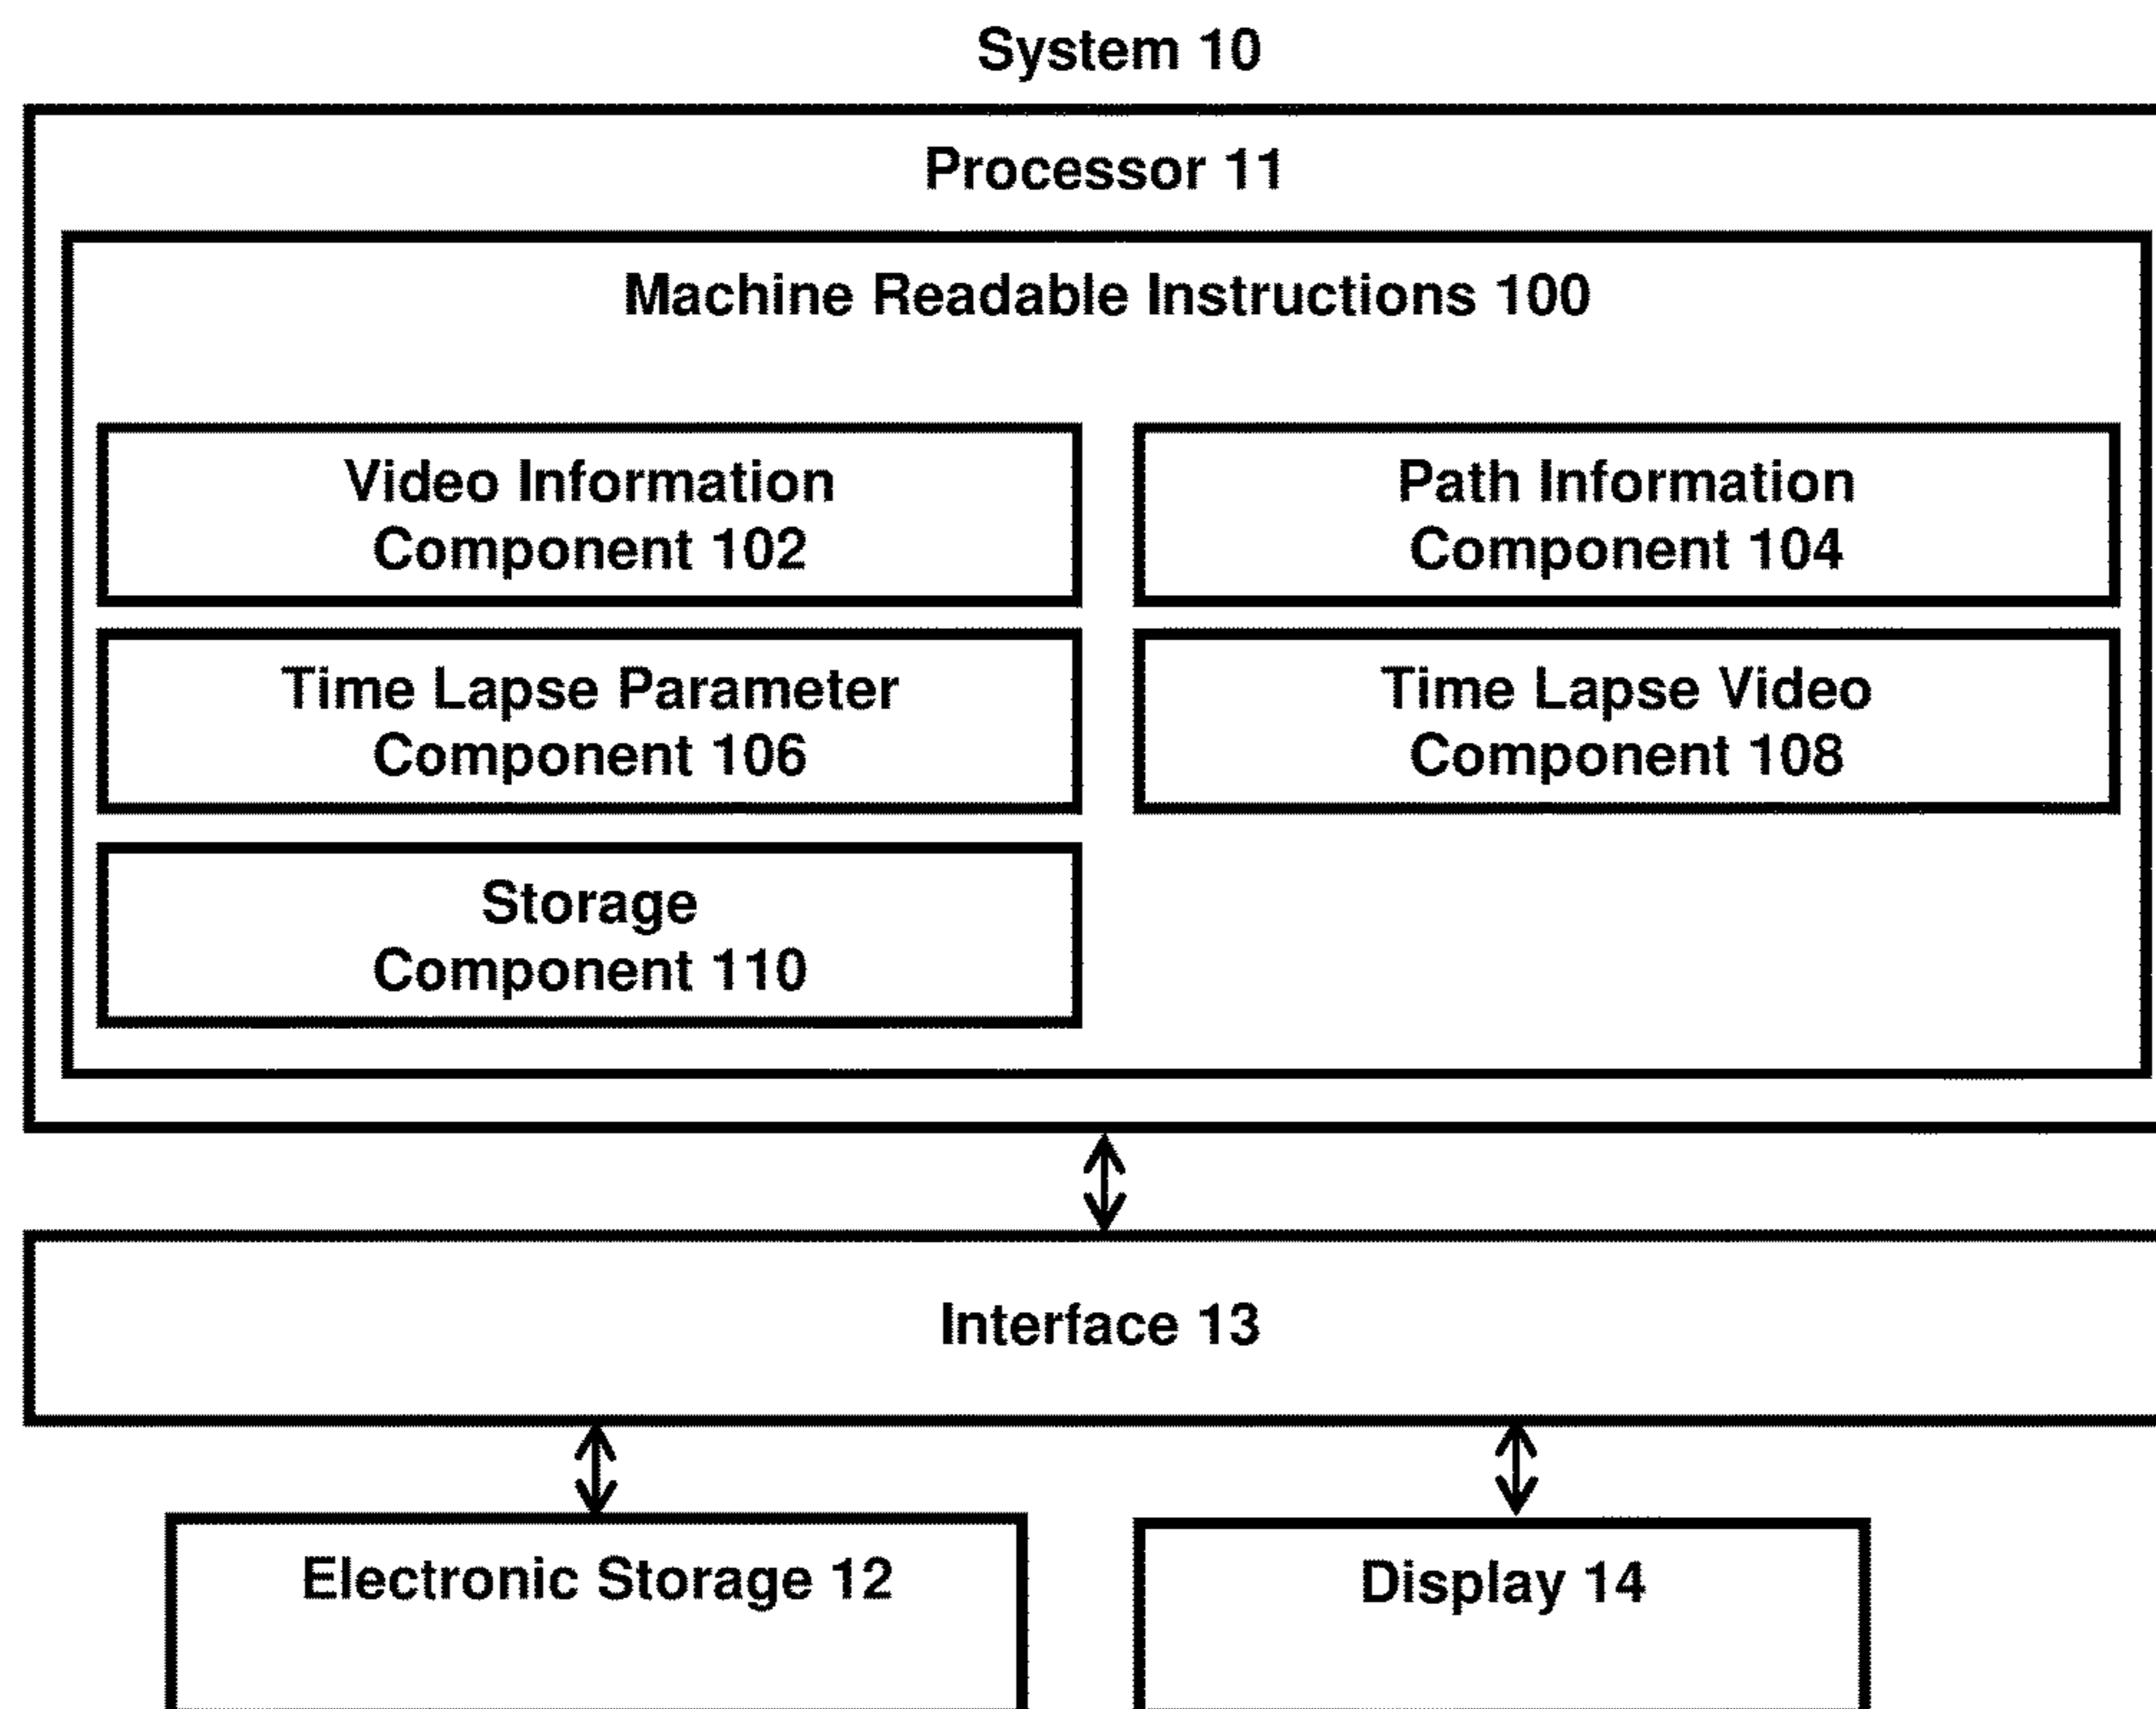 System 10
Processor 11
Machine Readable Instructions 100
Video Information
Component 102
Path Information
Component 104
Time Lapse Parameter
Component 106
Time Lapse Video
Component 108
Storage
Component 110
Interface 13
Electronic Storage 12
Display 14